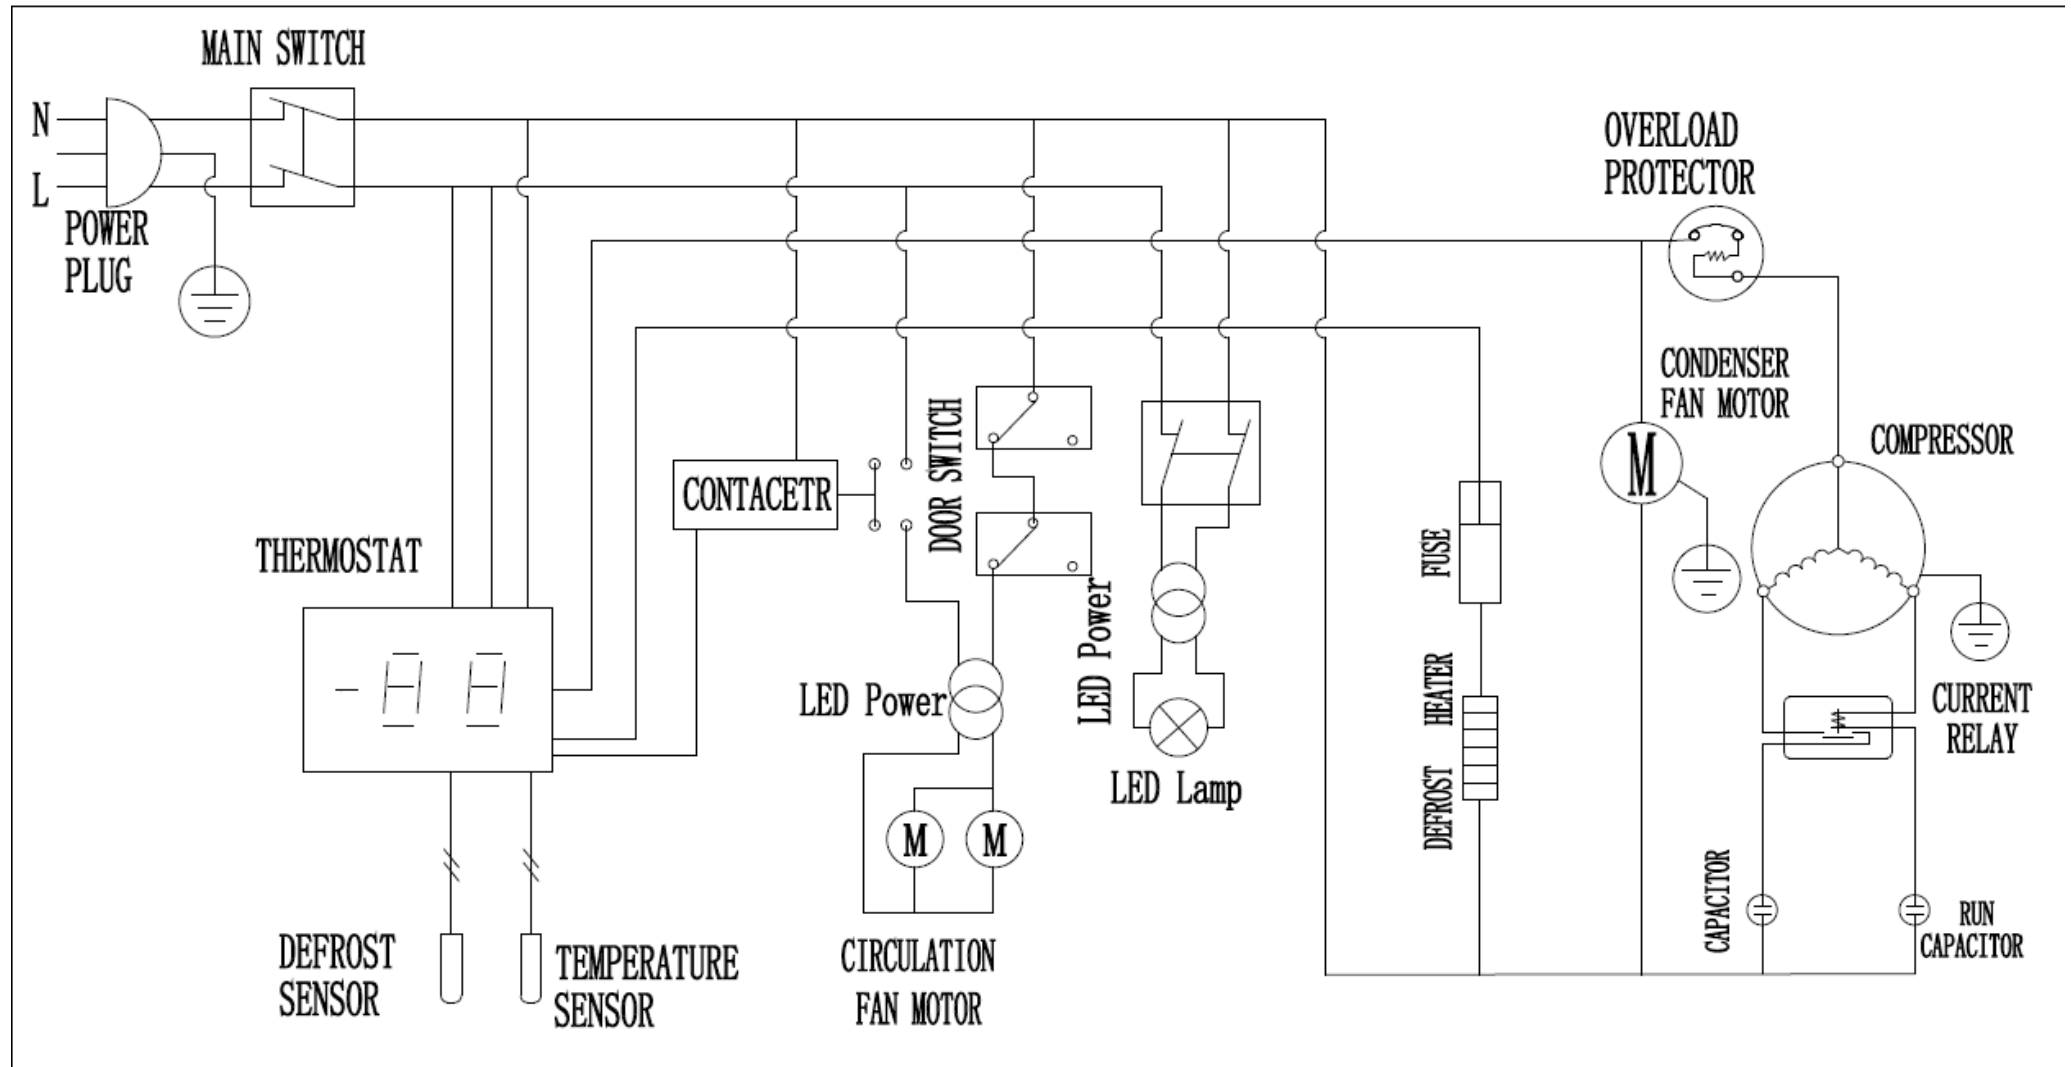 MAIN SWITCH
N
L
POWER
PLUG
OVERLOAD
PROTECTOR
CONDENSER
FAN MOTOR
M
COMPRESSOR
CONTACETR
DOOR SWITCH
THERMOSTAT
FUSE
LED Power
LED Power
HEATER
DEFROST
CURRENT
RELAY
LED Lamp
M
M
CAPACITOR
RUN
CAPACITOR
DEFROST
SENSOR
TEMPERATURE
SENSOR
CIRCULATION
FAN MOTOR